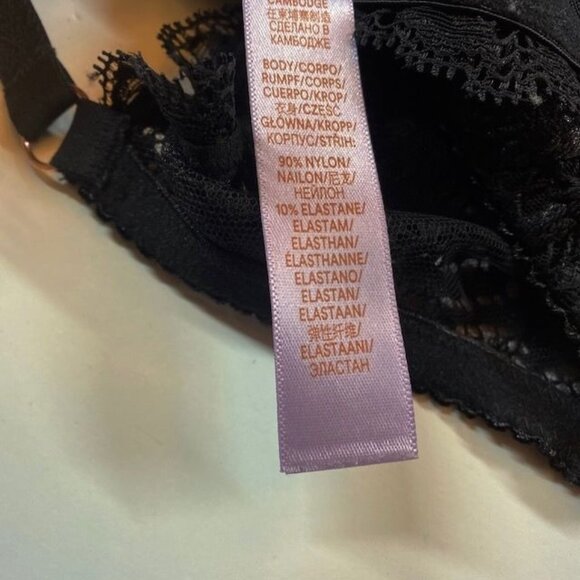 CAMBODGE
在柬埔寨制造
СДЕЛАНО В
КАМБОДЖЕ
BODY/CORPO/
RUMPF/CORPS/
CUERPO/KROP/
衣身/CZĘŚĆ
GŁÓWNA/KROPP/
КОРПУС/STRIH:
90% NYLON/
NAILON/尼龙/
НЕЙЛОН
10% ELASTANE/
ELASTAM/
ELASTHAN/
ÉLASTHANNE/
ELASTANO/
ELASTAN/
ELASTAN/
弹性纤维/
ELASTAANI/
ЭЛАСТАН